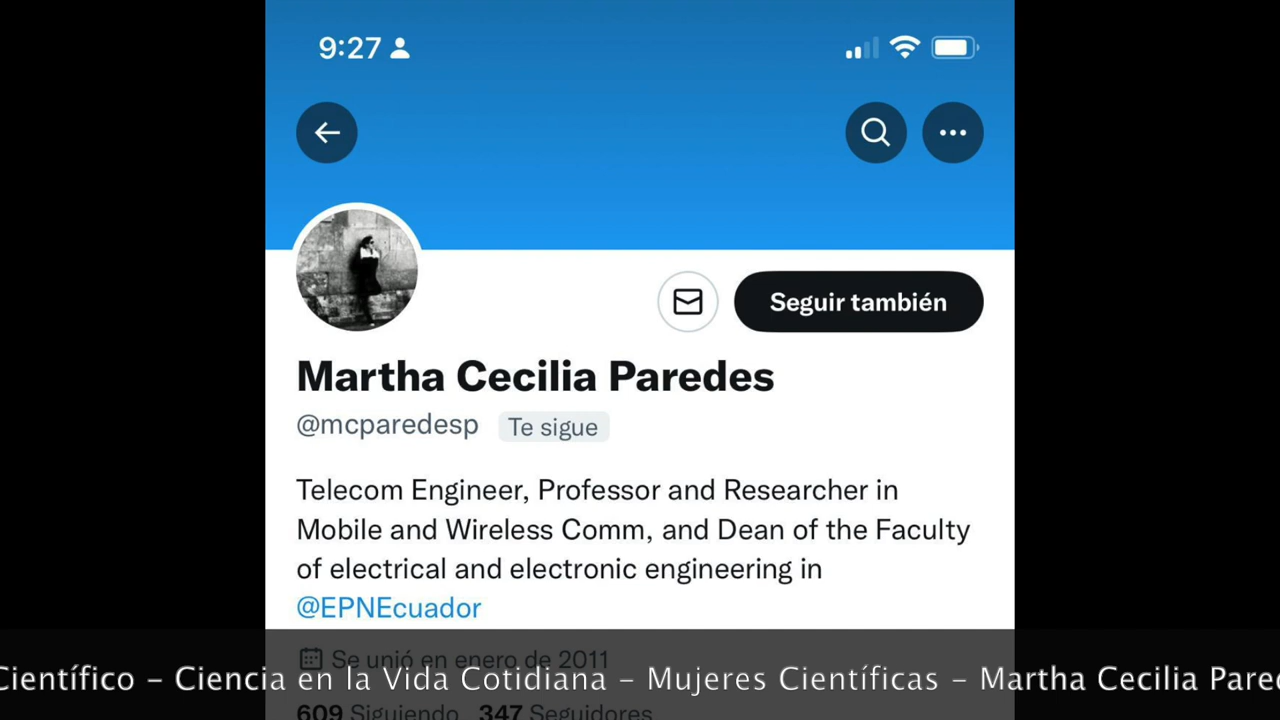 9:27
Seguir también
Martha Cecilia Paredes
@mcparedesp Te sigue
Telecom Engineer, Professor and Researcher in
Mobile and Wireless Comm, and Dean of the Faculty
of electrical and electronic engineering in
@EPNEcuador
Se unió en enero de 2011
Científico – Ciencia en la Vida Cotidiana – Mujeres Científicas – Martha Cecilia
609 Siguiendo 347 Seguidores